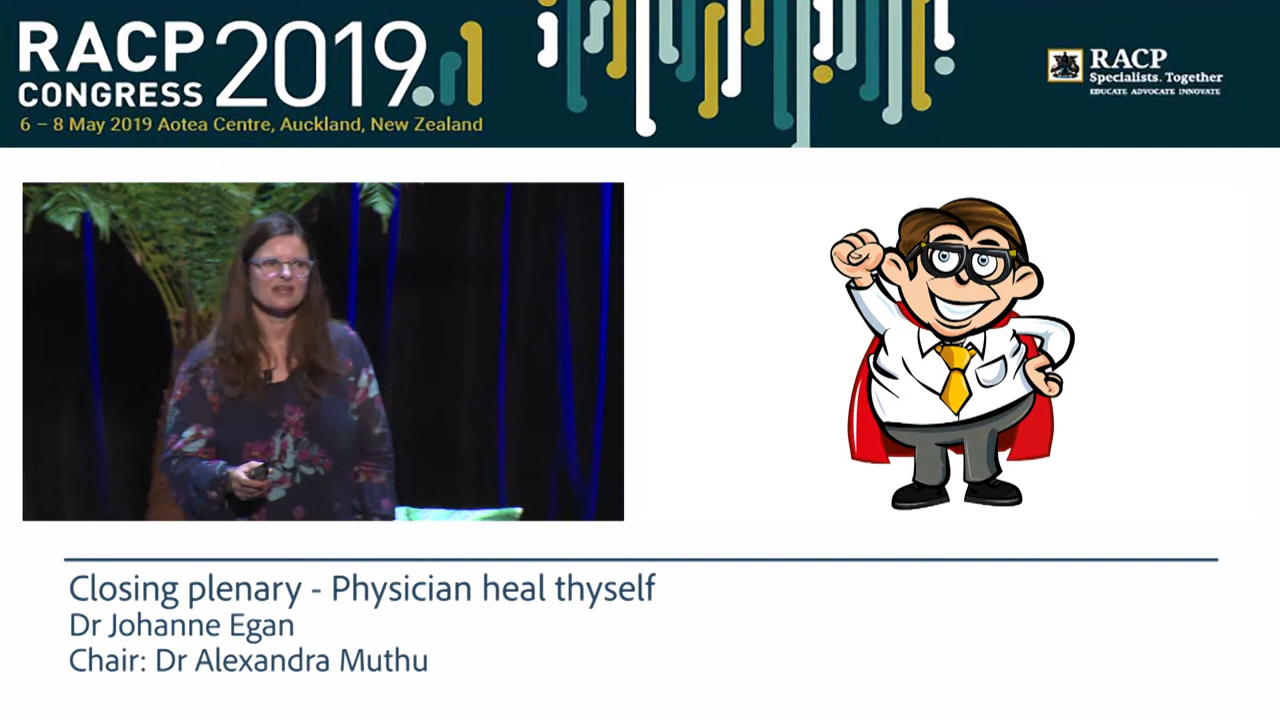 RACP
CONGRESS 2019
6 – 8 May 2019 Aotea Centre, Auckland, New Zealand
RACP
Specialists. Together
EDUCATE ADVOCATE INNOVATE
Closing plenary - Physician heal thyself
Dr Johanne Egan
Chair: Dr Alexandra Muthu